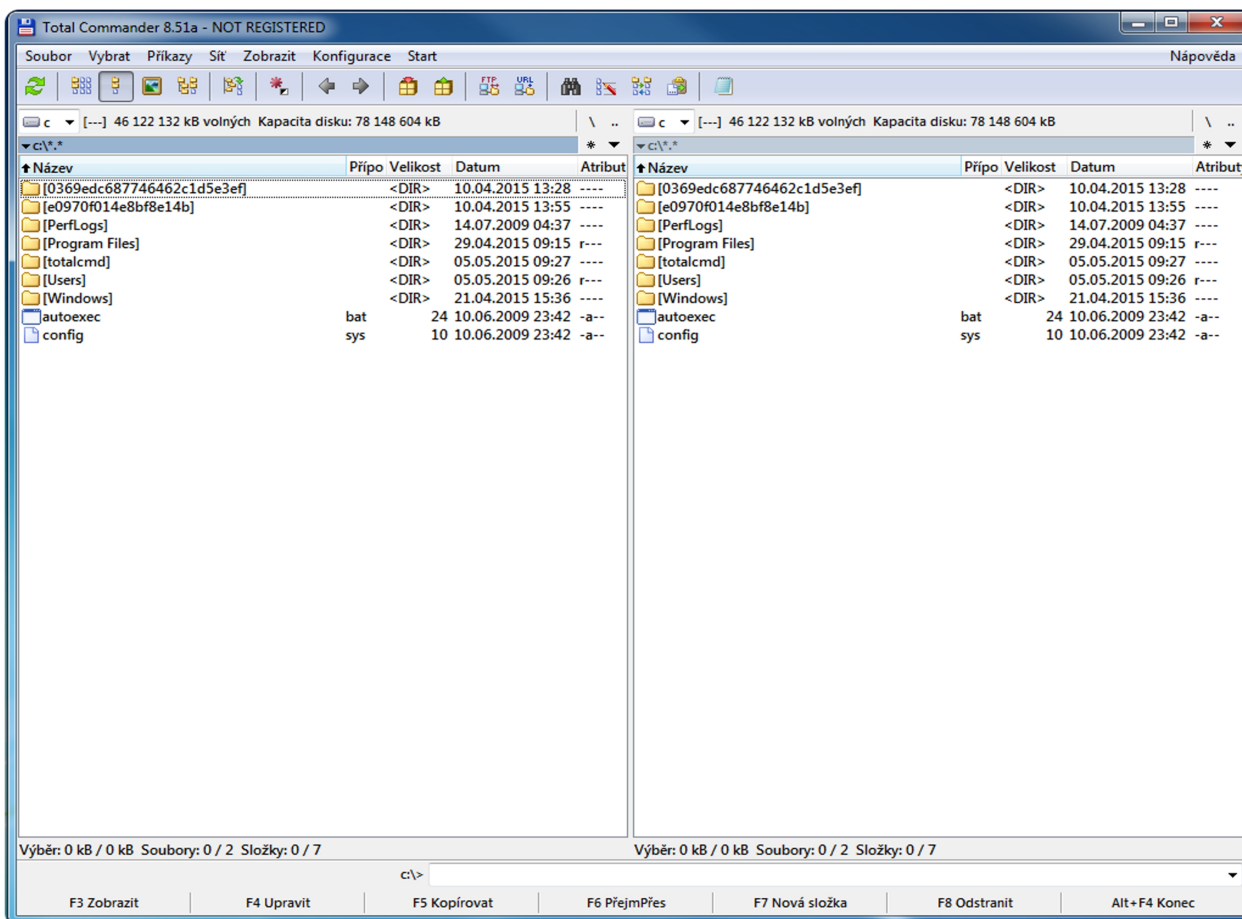 Total Commander 8.51a - NOT REGISTERED
Soubor Vybrat Příkazy Síť Zobrazit Konfigurace Start Nápověda
FTP URL
c [---] 46 122 132 kB volných Kapacita disku: 78 148 604 kB \ .. c [---] 46 122 132 kB volných Kapacita disku: 78 148 604 kB \ ..
c:\*.* * c:\*.* *
Název Přípo Velikost Datum Atribut Název Přípo Velikost Datum Atribut
[0369edc687746462c1d5e3ef] <DIR> 10.04.2015 13:28 ---- [0369edc687746462c1d5e3ef] <DIR> 10.04.2015 13:28 ----
[e0970f014e8bf8e14b] <DIR> 10.04.2015 13:55 ---- [e0970f014e8bf8e14b] <DIR> 10.04.2015 13:55 ----
[PerfLogs] <DIR> 14.07.2009 04:37 ---- [PerfLogs] <DIR> 14.07.2009 04:37 ----
[Program Files] <DIR> 29.04.2015 09:15 r--- [Program Files] <DIR> 29.04.2015 09:15 r---
[totalcmd] <DIR> 05.05.2015 09:27 ---- [totalcmd] <DIR> 05.05.2015 09:27 ----
[Users] <DIR> 05.05.2015 09:26 r--- [Users] <DIR> 05.05.2015 09:26 r---
[Windows] <DIR> 21.04.2015 15:36 ---- [Windows] <DIR> 21.04.2015 15:36 ----
autoexec bat 24 10.06.2009 23:42 -a-- autoexec bat 24 10.06.2009 23:42 -a--
config sys 10 10.06.2009 23:42 -a-- config sys 10 10.06.2009 23:42 -a--
Výběr: 0 kB / 0 kB Soubory: 0 / 2 Složky: 0 / 7 Výběr: 0 kB / 0 kB Soubory: 0 / 2 Složky: 0 / 7
c:\>
F3 Zobrazit F4 Upravit F5 Kopírovat F6 PřejmPřes F7 Nová složka F8 Odstranit Alt+F4 Konec